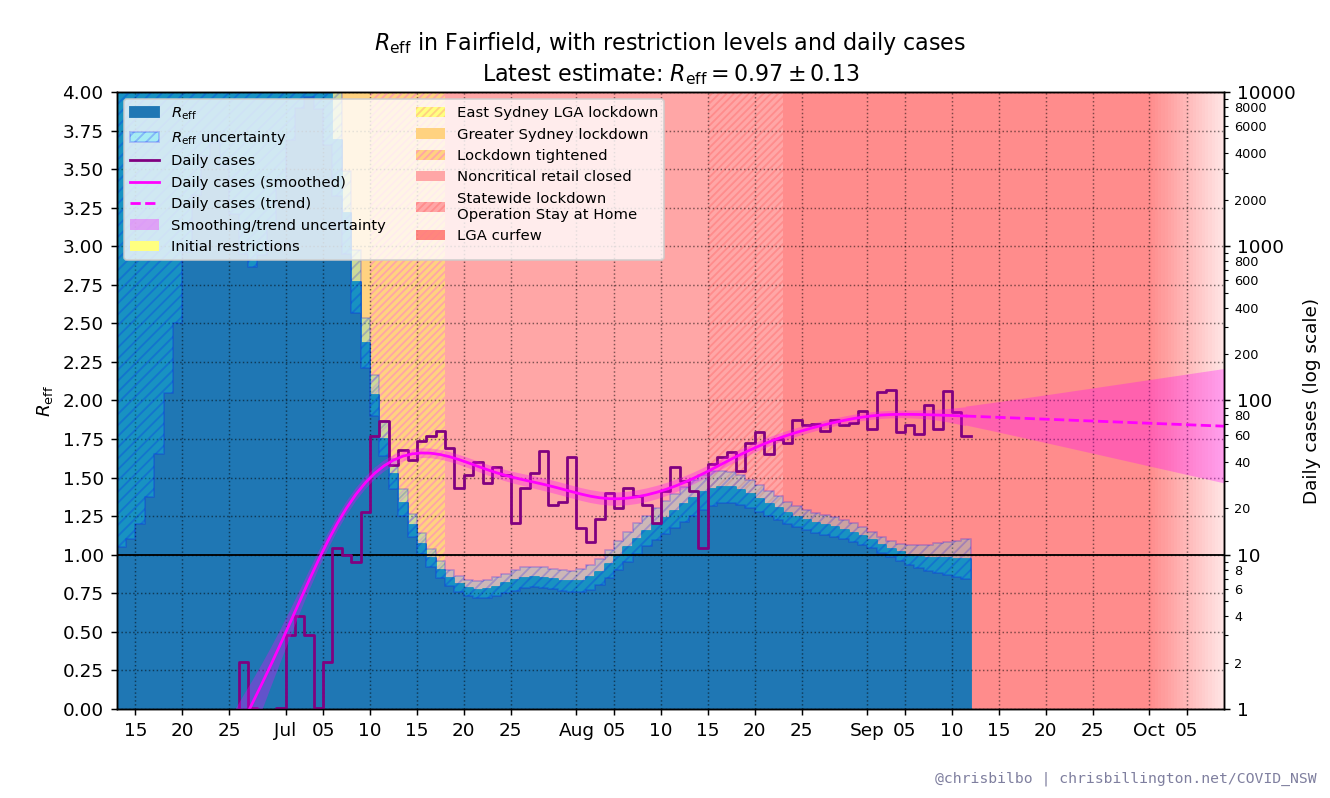 R_eff in Fairfield, with restriction levels and daily cases
Latest estimate: R_eff = 0.97 ± 0.13
R_eff
R_eff uncertainty
Daily cases
Daily cases (smoothed)
Daily cases (trend)
Smoothing/trend uncertainty
Initial restrictions
East Sydney LGA lockdown
Greater Sydney lockdown
Lockdown tightened
Noncritical retail closed
Statewide lockdown
Operation Stay at Home
LGA curfew
R_eff
4.00
3.75
3.50
3.25
3.00
2.75
2.50
2.25
2.00
1.75
1.50
1.25
1.00
0.75
0.50
0.25
0.00
15 20 25 Jul 05 10 15 20 25 Aug 05 10 15 20 25 Sep 05 10 15 20 25 Oct 05
10000
8000
6000
4000
2000
1000
800
600
400
200
100
80
60
40
20
10
8
6
4
2
1
Daily cases (log scale)
@chrisbilbo | chrisbillington.net/COVID_NSW